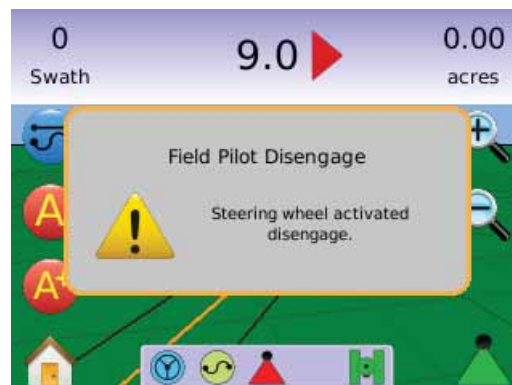 0
9.0
0.00
Swath
acres
Field Pilot Disengage
Steering wheel activated
disengage.
A
A+